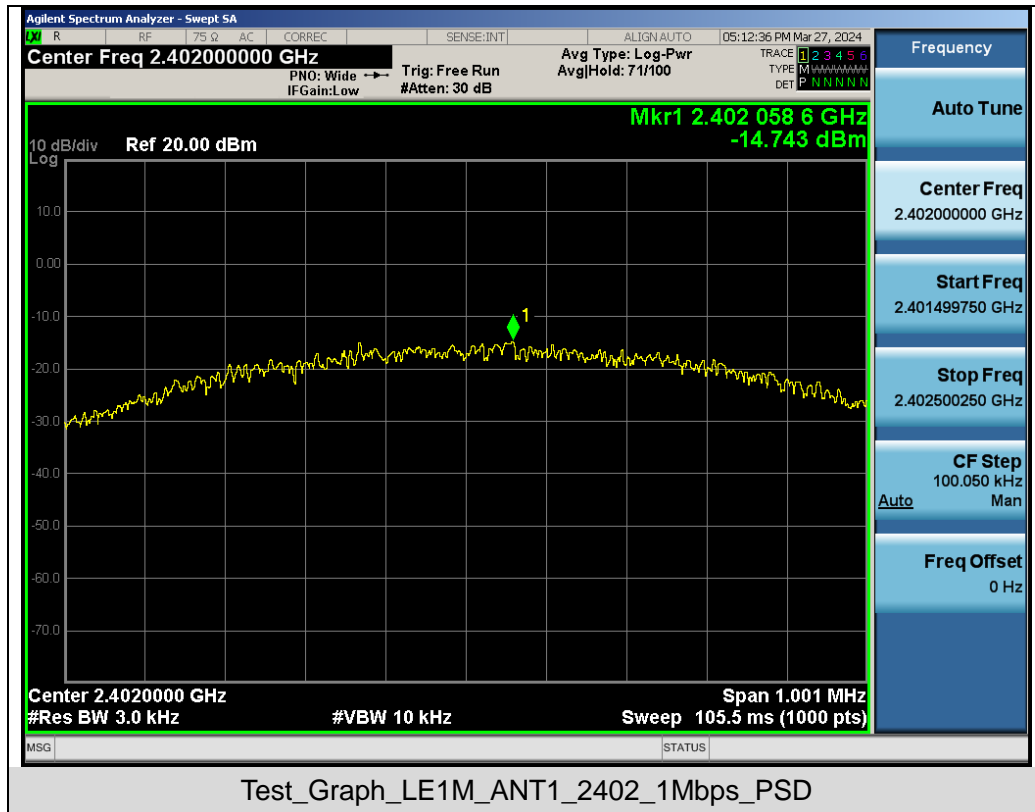 Agilent Spectrum Analyzer - Swept SA
LXI R RF 75 Ω AC CORREC SENSE:INT ALIGN AUTO 05:12:36 PM Mar 27, 2024
Center Freq 2.402000000 GHz
PNO: Wide
IFGain:Low
Trig: Free Run
#Atten: 30 dB
Avg Type: Log-Pwr
Avg|Hold: 71/100
TRACE 1 2 3 4 5 6
TYPE M WWWWW
DET P N N N N N
Mkr1 2.402 058 6 GHz
-14.743 dBm
10 dB/div
Log
Ref 20.00 dBm
10.0
0.00
-10.0
1
-20.0
-30.0
-40.0
-50.0
-60.0
-70.0
Center 2.4020000 GHz
Span 1.001 MHz
#Res BW 3.0 kHz
#VBW 10 kHz
Sweep 105.5 ms (1000 pts)
MSG
STATUS
Frequency
Auto Tune
Center Freq
2.402000000 GHz
Start Freq
2.401499750 GHz
Stop Freq
2.402500250 GHz
CF Step
100.050 kHz
Auto Man
Freq Offset
0 Hz
Test_Graph_LE1M_ANT1_2402_1Mbps_PSD